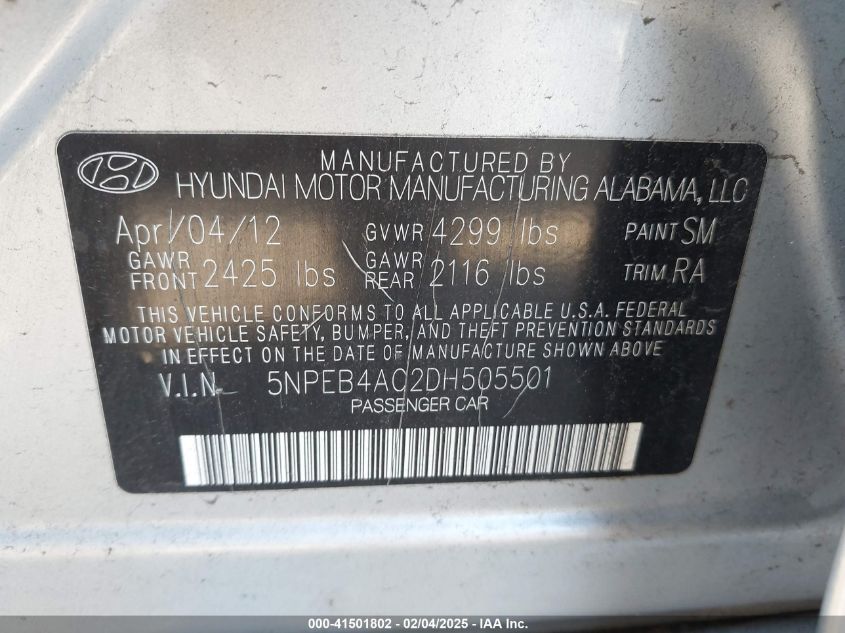 MANUFACTURED BY
HYUNDAI MOTOR MANUFACTURING ALABAMA, LLC
Apr/04/12 GVWR 4299 lbs PAINT SM
GAWR FRONT 2425 lbs GAWR REAR 2116 lbs TRIM RA
THIS VEHICLE CONFORMS TO ALL APPLICABLE U.S.A. FEDERAL
MOTOR VEHICLE SAFETY, BUMPER, AND THEFT PREVENTION STANDARDS
IN EFFECT ON THE DATE OF MANUFACTURE SHOWN ABOVE
V.I.N. 5NPEB4AC2DH505501
PASSENGER CAR
000-41501802 - 02/04/2025 - IAA Inc.